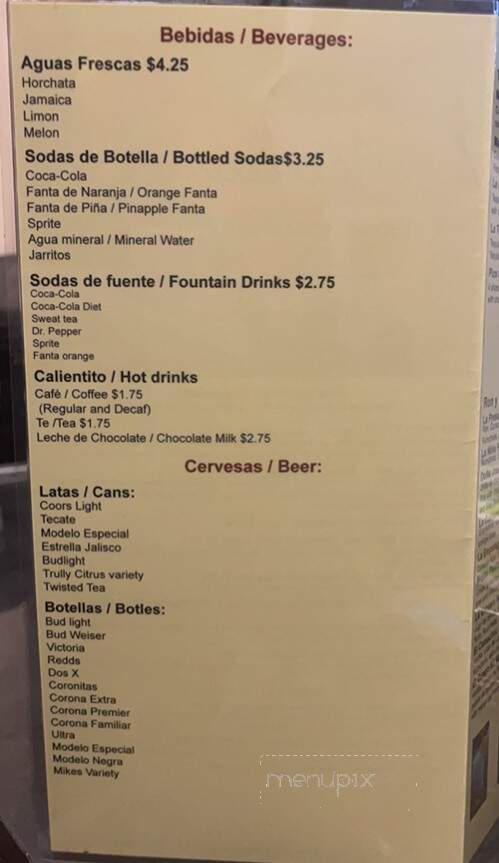 Bebidas / Beverages:
Aguas Frescas $4.25
Horchata
Jamaica
Limon
Melon
Sodas de Botella / Bottled Sodas$3.25
Coca-Cola
Fanta de Naranja / Orange Fanta
Fanta de Piña / Pinapple Fanta
Sprite
Agua mineral / Mineral Water
Jarritos
Sodas de fuente / Fountain Drinks $2.75
Coca-Cola
Coca-Cola Diet
Sweat tea
Dr. Pepper
Sprite
Fanta orange
Calientito / Hot drinks
Café / Coffee $1.75
(Regular and Decaf)
Te /Tea $1.75
Leche de Chocolate / Chocolate Milk $2.75
Cervesas / Beer:
Latas / Cans:
Coors Light
Tecate
Modelo Especial
Estrella Jalisco
Budlight
Trully Citrus variety
Twisted Tea
Botellas / Botles:
Bud light
Bud Weiser
Victoria
Redds
Dos X
Coronitas
Corona Extra
Corona Premier
Corona Familiar
Ultra
Modelo Especial
Modelo Negra
Mikes Variety
menupix
Ron y